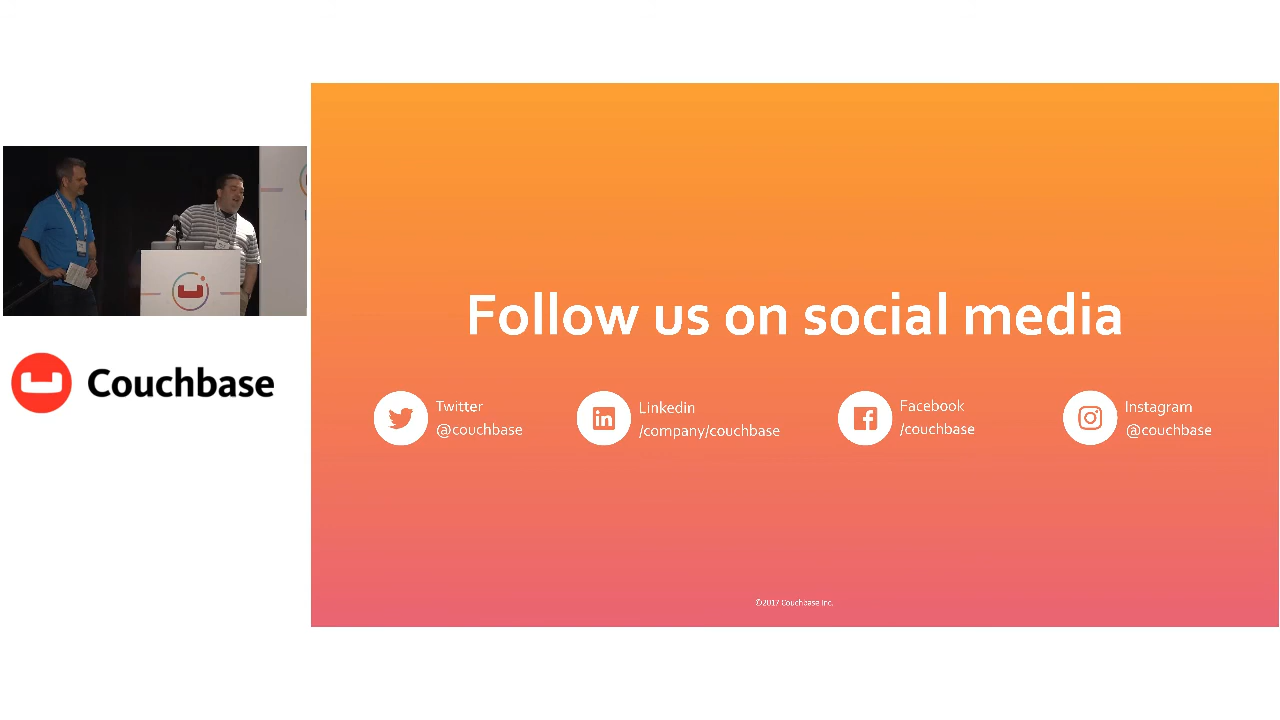 Couchbase
Follow us on social media
Twitter
@couchbase
Linkedin
/company/couchbase
Facebook
/couchbase
Instagram
@couchbase
©2017 Couchbase Inc.